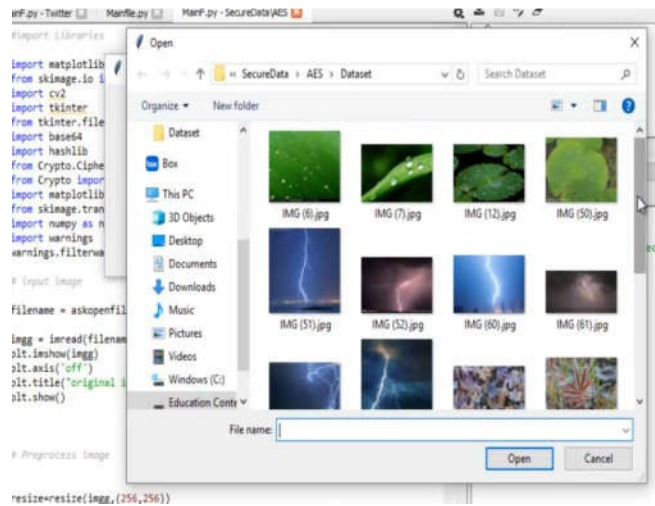 MainF.py - Twitter
Mainfile.py
MainF.py - SecureData\AES
#import Libraries
import matplotlib
from skimage.io i
import cv2
import tkinter
from tkinter.file
import base64
import hashlib
from Crypto.Ciphe
from Crypto impor
import matplotlib
from skimage.tran
import numpy as n
import warnings
warnings.filterwa
# input image
filename = askopenfil
imgg = imread(filenam
plt.imshow(imgg)
plt.axis('off')
plt.title("original i
plt.show()
# Preprocess image
resize=resize(imgg,(256,256))
Open
« SecureData › AES › Dataset
Search Dataset
Organize
New folder
Dataset
Box
This PC
3D Objects
Desktop
Documents
Downloads
Music
Pictures
Videos
Windows (C:)
Education Conte
IMG (6).jpg
IMG (7).jpg
IMG (12).jpg
IMG (50).jpg
IMG (51).jpg
IMG (52).jpg
IMG (60).jpg
IMG (61).jpg
File name:
Open
Cancel